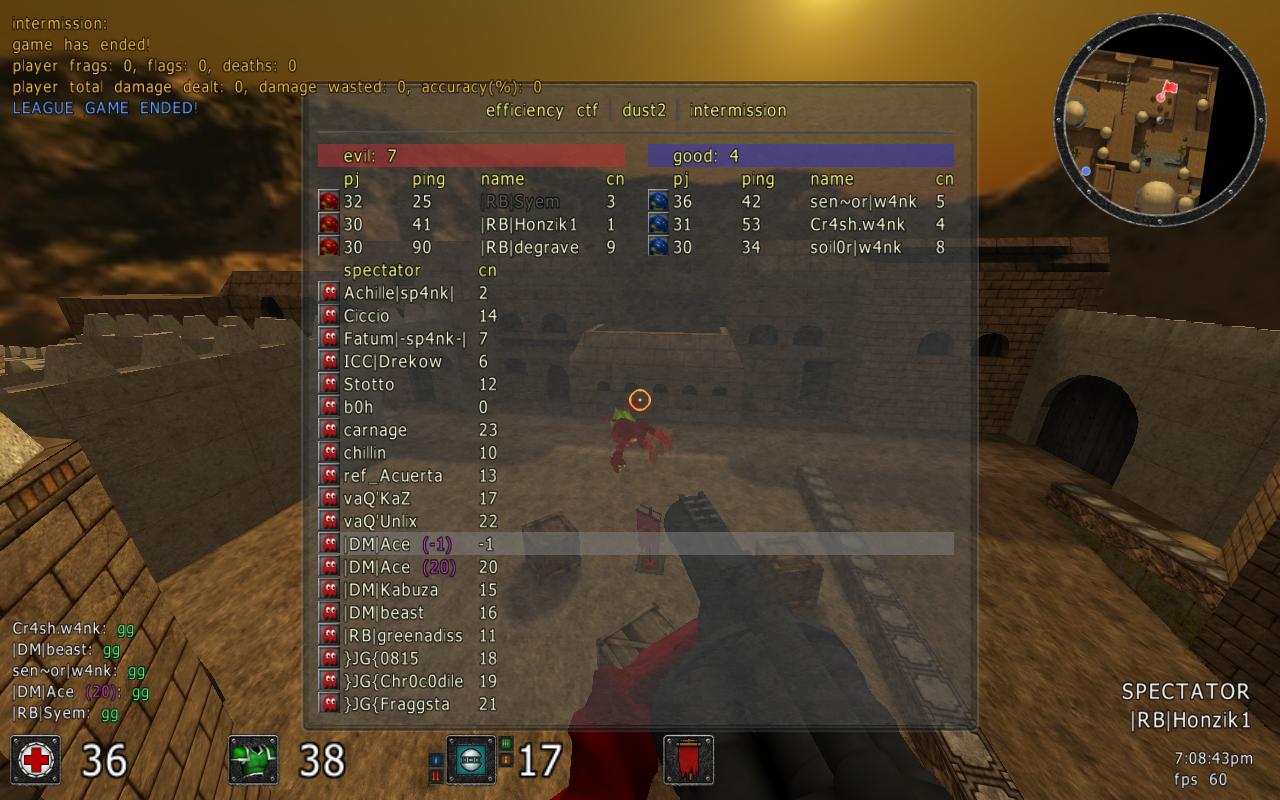 intermission:
game has ended!
player frags: 0, flags: 0, deaths: 0
player total damage dealt: 0, damage wasted: 0, accuracy(%): 0
LEAGUE GAME ENDED!
efficiency ctf dust2 intermission
evil: 7 good: 4
pj ping name cn pj ping name cn
32 25 |RB|Syem 3 36 42 sen~or|w4nk 5
30 41 |RB|Honzik1 1 31 53 Cr4sh.w4nk 4
30 90 |RB|degrave 9 30 34 soil0r|w4nk 8
spectator cn
Achille|sp4nk| 2
Ciccio 14
Fatum|-sp4nk-| 7
ICC|Drekow 6
Stotto 12
b0h 0
carnage 23
chillin 10
ref_Acuerta 13
vaQ'KaZ 17
vaQ'Unlix 22
|DM|Ace (-1) -1
|DM|Ace (20) 20
|DM|Kabuza 15
|DM|beast 16
|RB|greenadiss 11
}JG{0815 18
}JG{Chr0c0dile 19
}JG{Fraggsta 21
Cr4sh.w4nk: gg
|DM|beast: gg
sen~or|w4nk: gg
|DM|Ace (20): gg
|RB|Syem: gg
SPECTATOR
|RB|Honzik1
7:08:43pm
fps 60
36 38 17